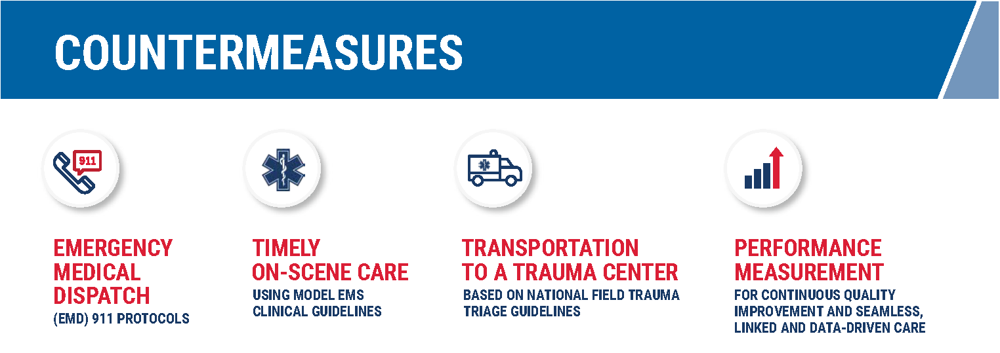 COUNTERMEASURES
911
EMERGENCY
MEDICAL
DISPATCH
(EMD) 911 PROTOCOLS
TIMELY
ON-SCENE CARE
USING MODEL EMS
CLINICAL GUIDELINES
TRANSPORTATION
TO A TRAUMA CENTER
BASED ON NATIONAL FIELD TRAUMA
TRIAGE GUIDELINES
PERFORMANCE
MEASUREMENT
FOR CONTINUOUS QUALITY
IMPROVEMENT AND SEAMLESS,
LINKED AND DATA-DRIVEN CARE